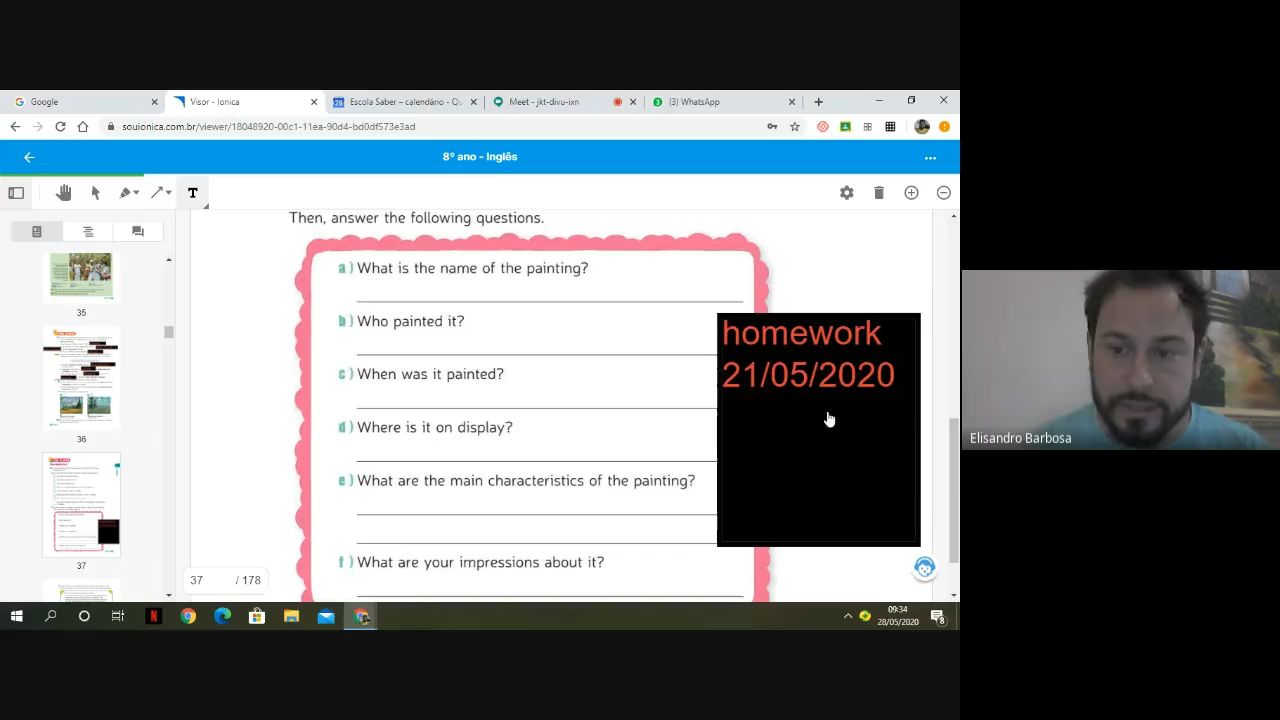 Google
Visor - Ionica
Escola Saber – calendário - Qu
Meet - jkt-divu-ixn
(3) WhatsApp
souionica.com.br/viewer/18048920-00c1-11ea-90d4-bd0df573e3ad
8º ano - Inglês
T
Then, answer the following questions.
a) What is the name of the painting?
b) Who painted it?
c) When was it painted?
d) Where is it on display?
e) What are the main characteristics of the painting?
f) What are your impressions about it?
homework
21/05/2020
35
36
37
37 / 178
09:34
28/05/2020
8
Elisandro Barbosa